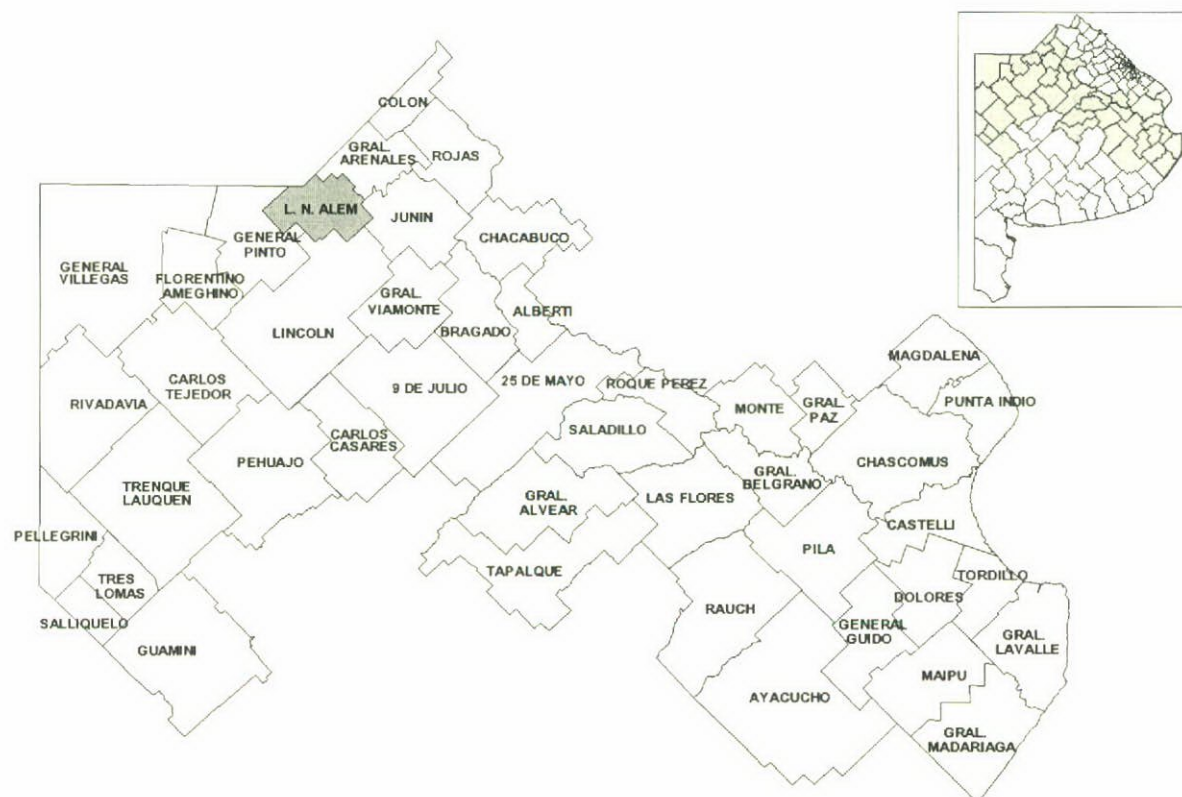 COLON
GRAL.
ARENALES
ROJAS
L. N. ALEM
JUNIN
GENERAL
PINTO
CHACABUCO
GENERAL
VILLEGAS
FLORENTINO
AMEGHINO
GRAL.
VIAMONTE
ALBERTI
LINCOLN
BRAGADO
MAGDALENA
CARLOS
TEJEDOR
9 DE JULIO
25 DE MAYO
ROQUE PEREZ
RIVADAVIA
MONTE
GRAL.
PAZ
PUNTA INDIO
SALADILLO
CARLOS
CASARES
PEHUAJO
CHASCOMUS
GRAL.
BELGRANO
TRENQUE
LAUQUEN
GRAL.
ALVEAR
LAS FLORES
CASTELLI
PELLEGRINI
PILA
TAPALQUE
TRES
LOMAS
TORDILLO
DOLORES
RAUCH
SALLIQUELO
GENERAL
GUIDO
GRAL.
LAVALLE
GUAMINI
MAIPU
AYACUCHO
GRAL.
MADARIAGA